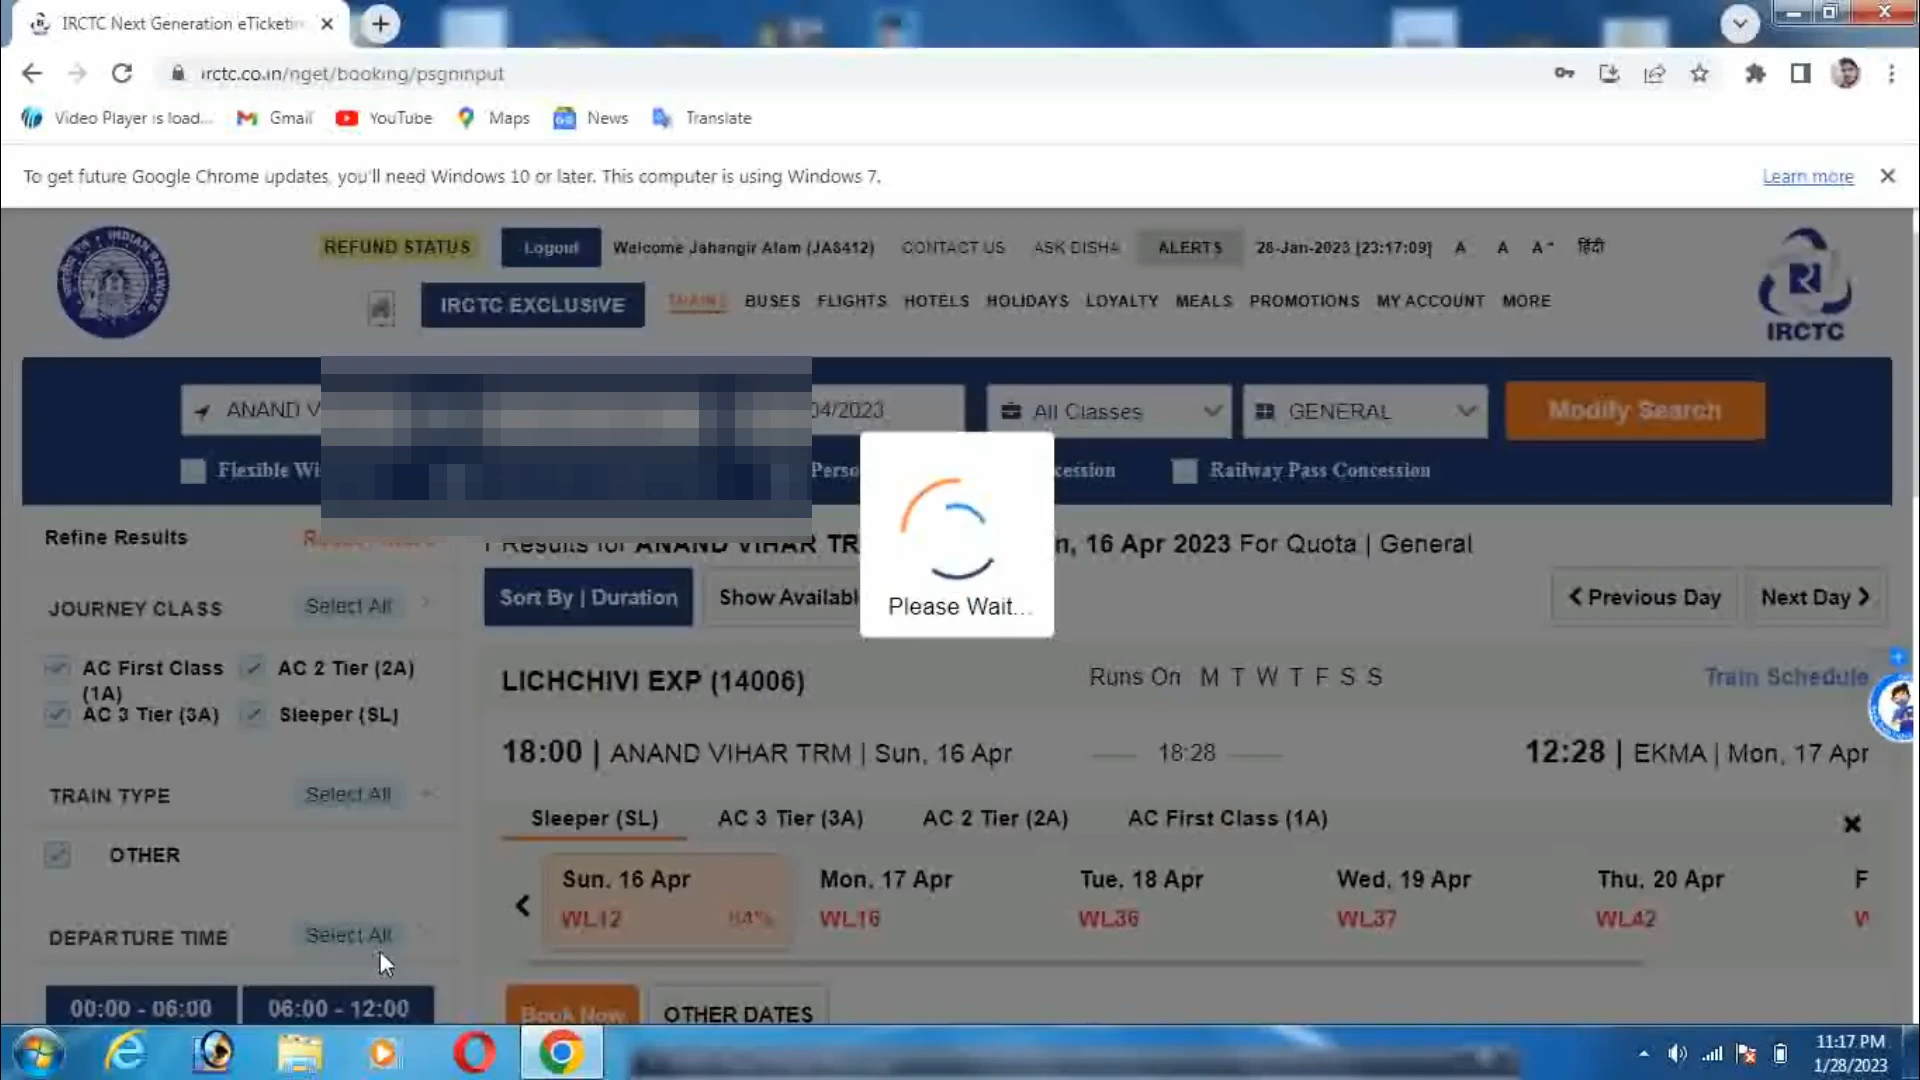 IRCTC Next Generation eTicketin
irctc.co.in/nget/booking/psgninput
Video Player is load... Gmail YouTube Maps News Translate
To get future Google Chrome updates, you'll need Windows 10 or later. This computer is using Windows 7. Learn more
REFUND STATUS Logout Welcome Jahangir Alam (JA8412) CONTACT US ASK DISHA ALERTS 28-Jan-2023 [23:17:09] A A A+ हिंदी
IRCTC EXCLUSIVE TRAINS BUSES FLIGHTS HOTELS HOLIDAYS LOYALTY MEALS PROMOTIONS MY ACCOUNT MORE
INDIAN RAILWAYS
IRCTC
ANAND V 04/2023 All Classes GENERAL Modify Search
Flexible Wi Perso cession Railway Pass Concession
Refine Results
1 Results for ANAND VIHAR TR n, 16 Apr 2023 For Quota | General
Sort By | Duration Show Availabl Previous Day Next Day
Please Wait...
JOURNEY CLASS Select All
AC First Class (1A) AC 2 Tier (2A)
AC 3 Tier (3A) Sleeper (SL)
TRAIN TYPE Select All
OTHER
DEPARTURE TIME Select All
00:00 - 06:00 06:00 - 12:00
LICHCHIVI EXP (14006) Runs On M T W T F S S Train Schedule
18:00 | ANAND VIHAR TRM | Sun, 16 Apr 18:28 12:28 | EKMA | Mon, 17 Apr
Sleeper (SL) AC 3 Tier (3A) AC 2 Tier (2A) AC First Class (1A)
Sun, 16 Apr Mon, 17 Apr Tue, 18 Apr Wed, 19 Apr Thu, 20 Apr F
WL12 84% WL16 WL36 WL37 WL42 W
Book Now OTHER DATES
11:17 PM
1/28/2023